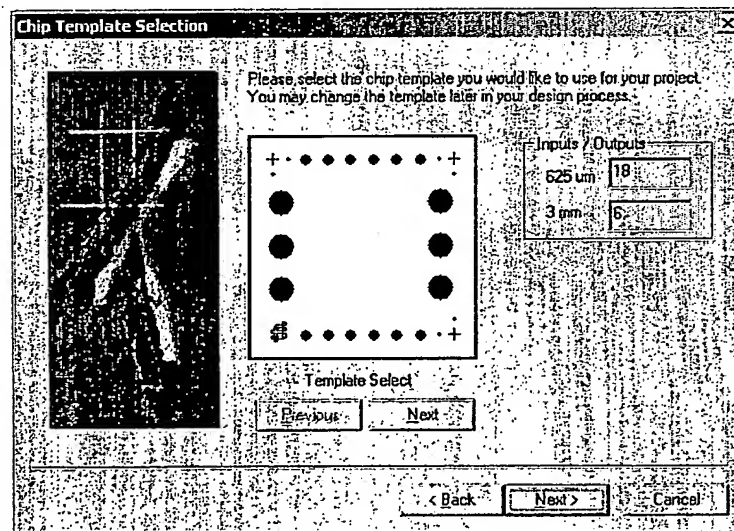 Chip Template Selection
Please select the chip template you would like to use for your project.
You may change the template later in your design process.
Inputs / Outputs
625 um 18
3 mm 6
Template Select
Previous Next
< Back Next > Cancel